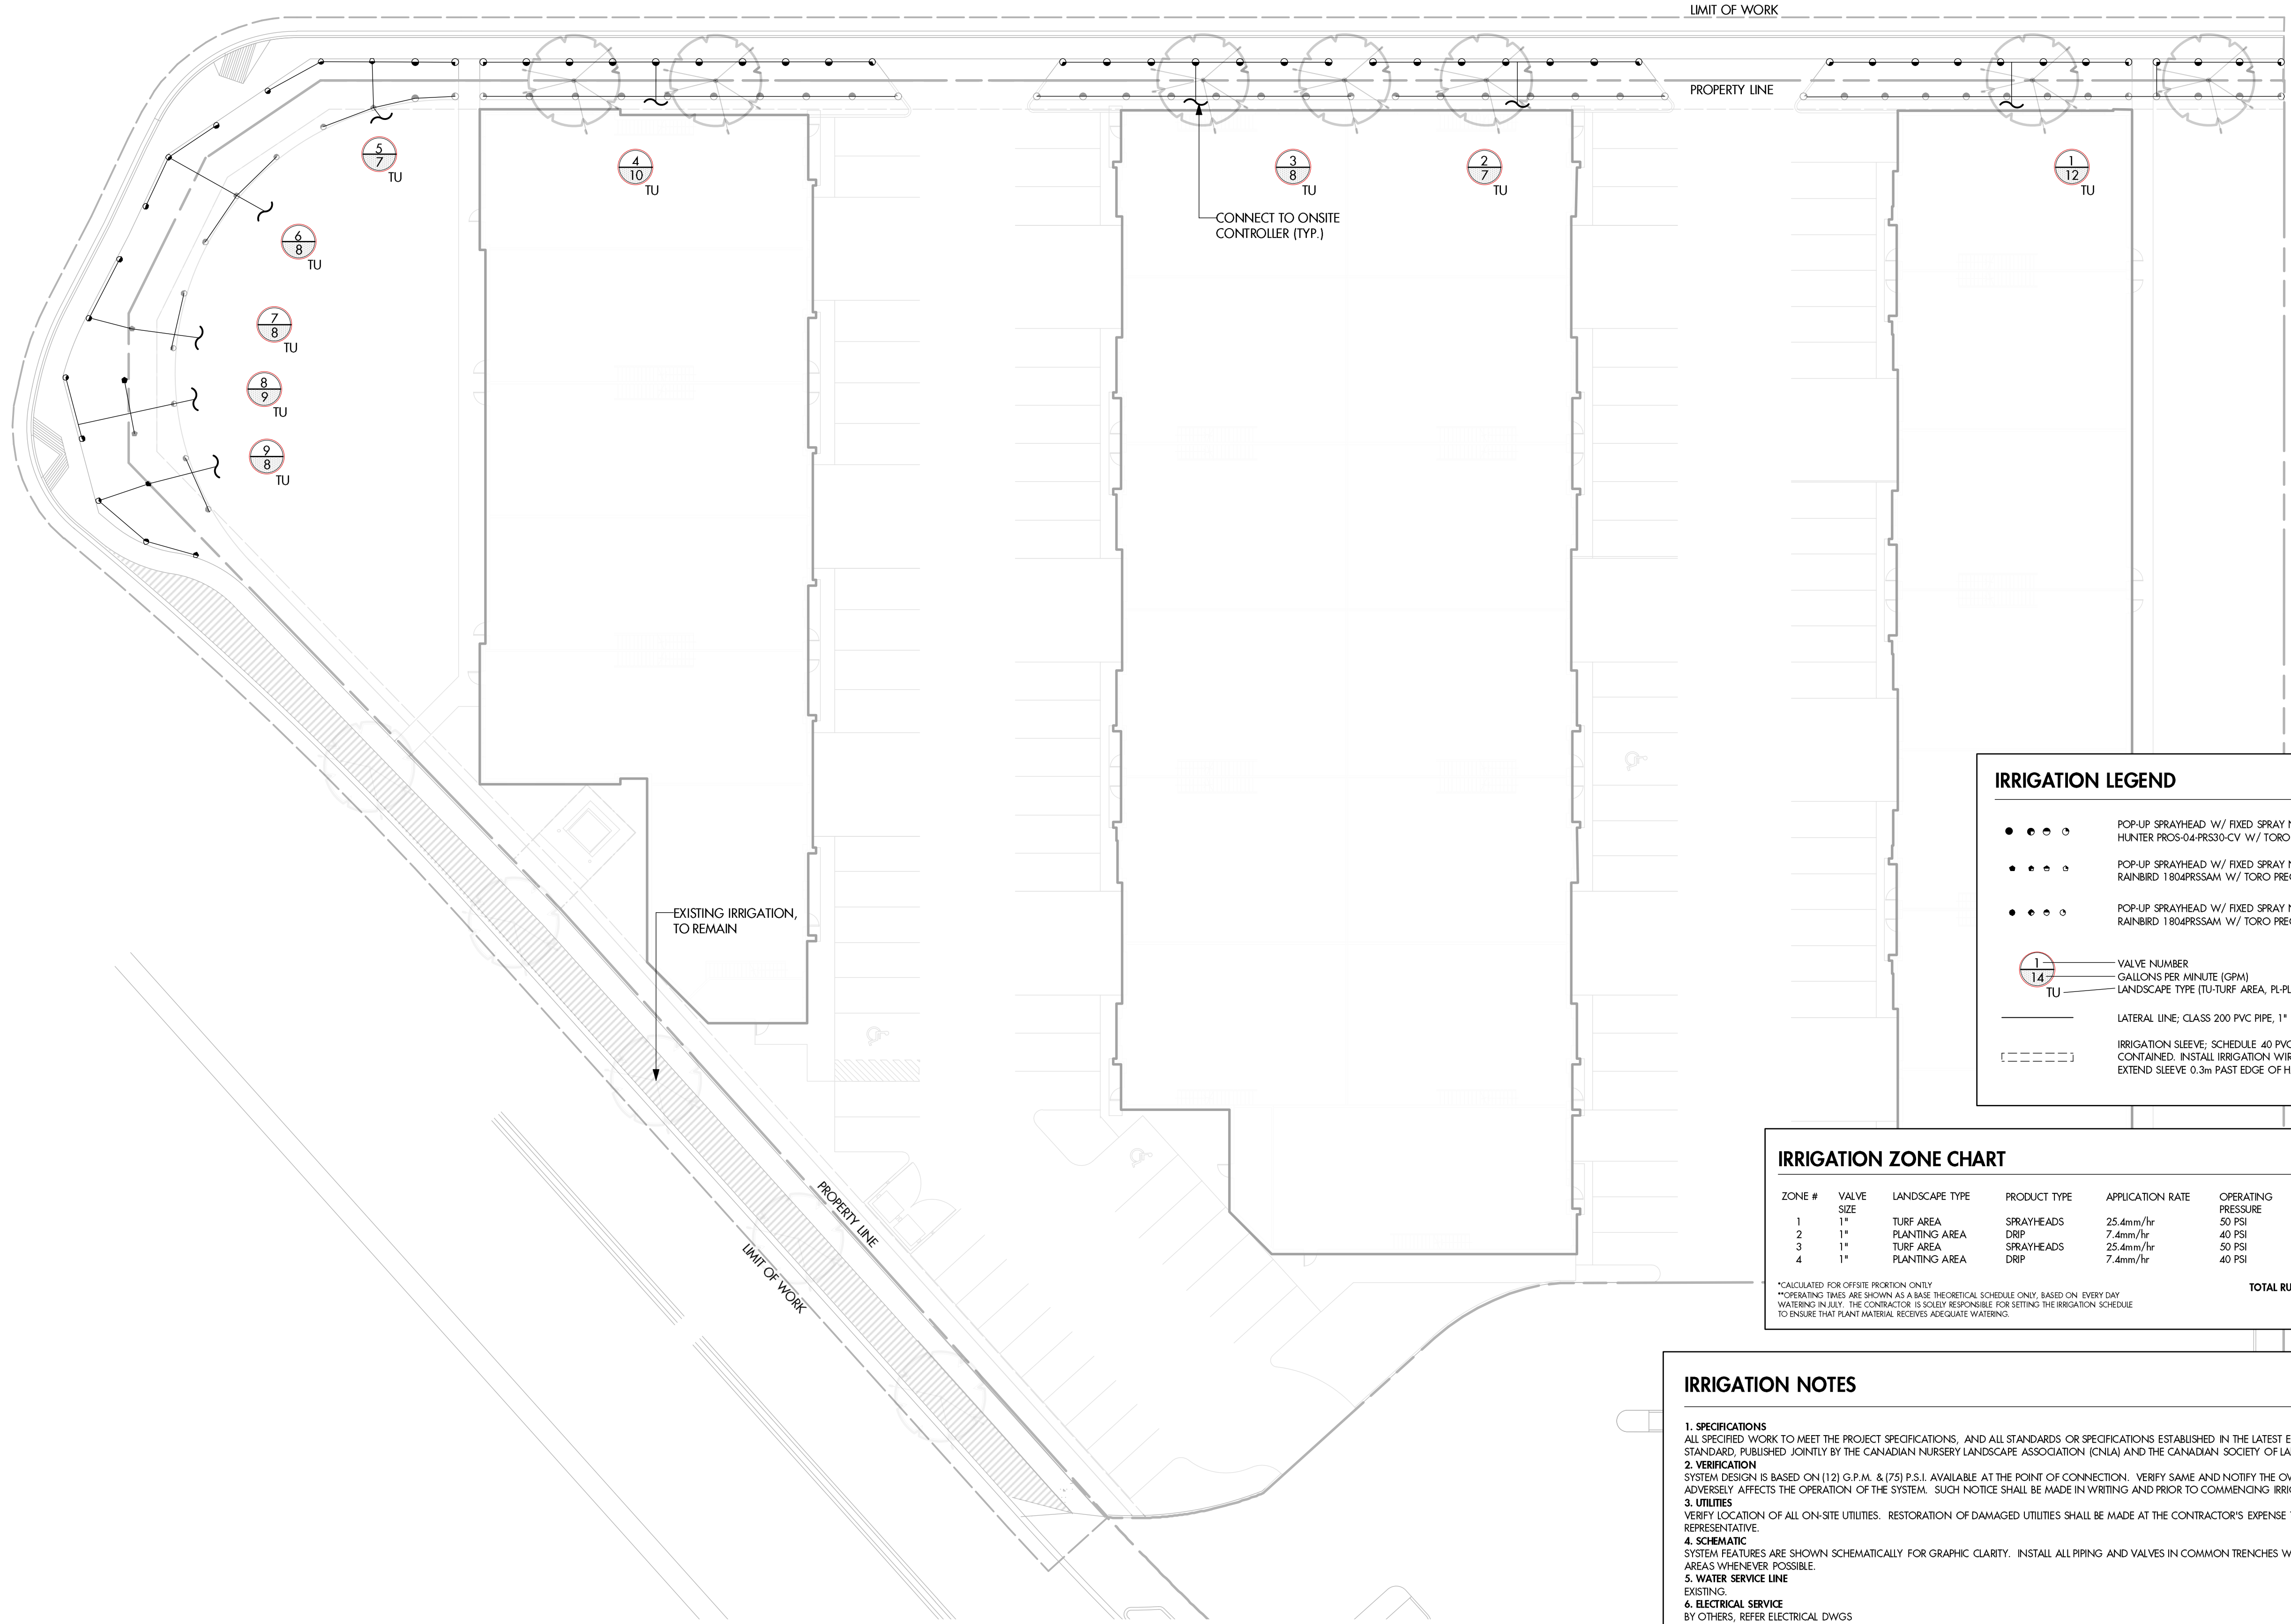 LIMIT OF WORK
PROPERTY LINE
5
7
TU
4
10
TU
3
8
TU
2
7
TU
1
12
TU
CONNECT TO ONSITE
CONTROLLER (TYP.)
6
8
TU
7
8
TU
8
9
TU
9
8
TU
EXISTING IRRIGATION,
TO REMAIN
PROPERTY LINE
LIMIT OF WORK
IRRIGATION LEGEND
POP-UP SPRAYHEAD W/ FIXED SPRAY
HUNTER PROS-04-PRS30-CV W/ TORO
POP-UP SPRAYHEAD W/ FIXED SPRAY
RAINBIRD 1804PRSSAM W/ TORO
POP-UP SPRAYHEAD W/ FIXED SPRAY
RAINBIRD 1804PRSSAM W/ TORO
1
14
TU
VALVE NUMBER
GALLONS PER MINUTE (GPM)
LANDSCAPE TYPE (TU-TURF AREA,
LATERAL LINE; CLASS 200 PVC PIPE, 1"
IRRIGATION SLEEVE; SCHEDULE 40 PVC
CONTAINED. INSTALL IRRIGATION
EXTEND SLEEVE 0.3m PAST EDGE OF
IRRIGATION ZONE CHART
ZONE # VALVE SIZE LANDSCAPE TYPE PRODUCT TYPE APPLICATION RATE OPERATING PRESSURE
1 1" TURF AREA SPRAYHEADS 25.4mm/hr 50 PSI
2 1" PLANTING AREA DRIP 7.4mm/hr 40 PSI
3 1" TURF AREA SPRAYHEADS 25.4mm/hr 50 PSI
4 1" PLANTING AREA DRIP 7.4mm/hr 40 PSI
*CALCULATED FOR OFFSITE PRORTION ONTLY
**OPERATING TIMES ARE SHOWN AS A BASE THEORETICAL SCHEDULE ONLY, BASED ON EVERY DAY
WATERING IN JULY. THE CONTRACTOR IS SOLELY RESPONSIBLE FOR SETTING THE IRRIGATION SCHEDULE
TO ENSURE THAT PLANT MATERIAL RECEIVES ADEQUATE WATERING.
TOTAL
IRRIGATION NOTES
1. SPECIFICATIONS
ALL SPECIFIED WORK TO MEET THE PROJECT SPECIFICATIONS, AND ALL STANDARDS OR SPECIFICATIONS ESTABLISHED IN THE LATEST
STANDARD, PUBLISHED JOINTLY BY THE CANADIAN NURSERY LANDSCAPE ASSOCIATION (CNLA) AND THE CANADIAN SOCIETY OF
2. VERIFICATION
SYSTEM DESIGN IS BASED ON (12) G.P.M. & (75) P.S.I. AVAILABLE AT THE POINT OF CONNECTION. VERIFY SAME AND NOTIFY THE
ADVERSELY AFFECTS THE OPERATION OF THE SYSTEM. SUCH NOTICE SHALL BE MADE IN WRITING AND PRIOR TO COMMENCING
3. UTILITIES
VERIFY LOCATION OF ALL ON-SITE UTILITIES. RESTORATION OF DAMAGED UTILITIES SHALL BE MADE AT THE CONTRACTOR'S EXPENSE
REPRESENTATIVE.
4. SCHEMATIC
SYSTEM FEATURES ARE SHOWN SCHEMATICALLY FOR GRAPHIC CLARITY. INSTALL ALL PIPING AND VALVES IN COMMON TRENCHES
AREAS WHENEVER POSSIBLE.
5. WATER SERVICE LINE
EXISTING.
6. ELECTRICAL SERVICE
BY OTHERS, REFER ELECTRICAL DWGS